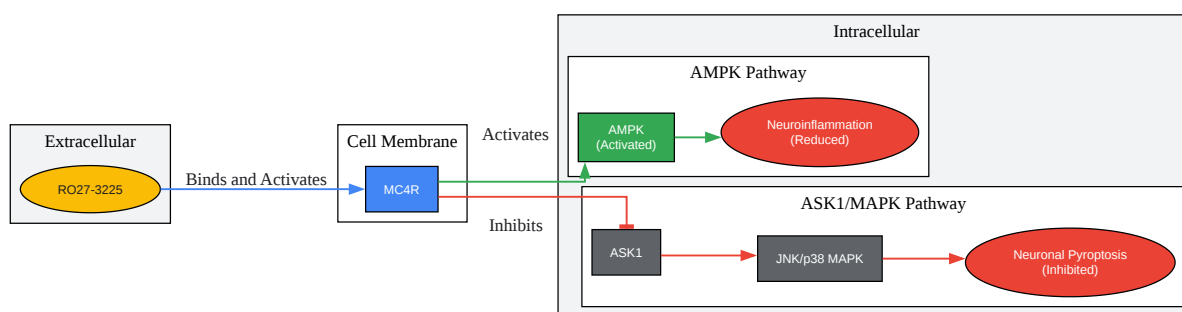 Intracellular
AMPK Pathway
Extracellular
Cell Membrane
Activates
AMPK
(Activated)
Neuroinflammation
(Reduced)
RO27-3225
Binds and Activates
MC4R
Inhibits
ASK1/MAPK Pathway
ASK1
JNK/p38 MAPK
Neuronal Pyroptosis
(Inhibited)